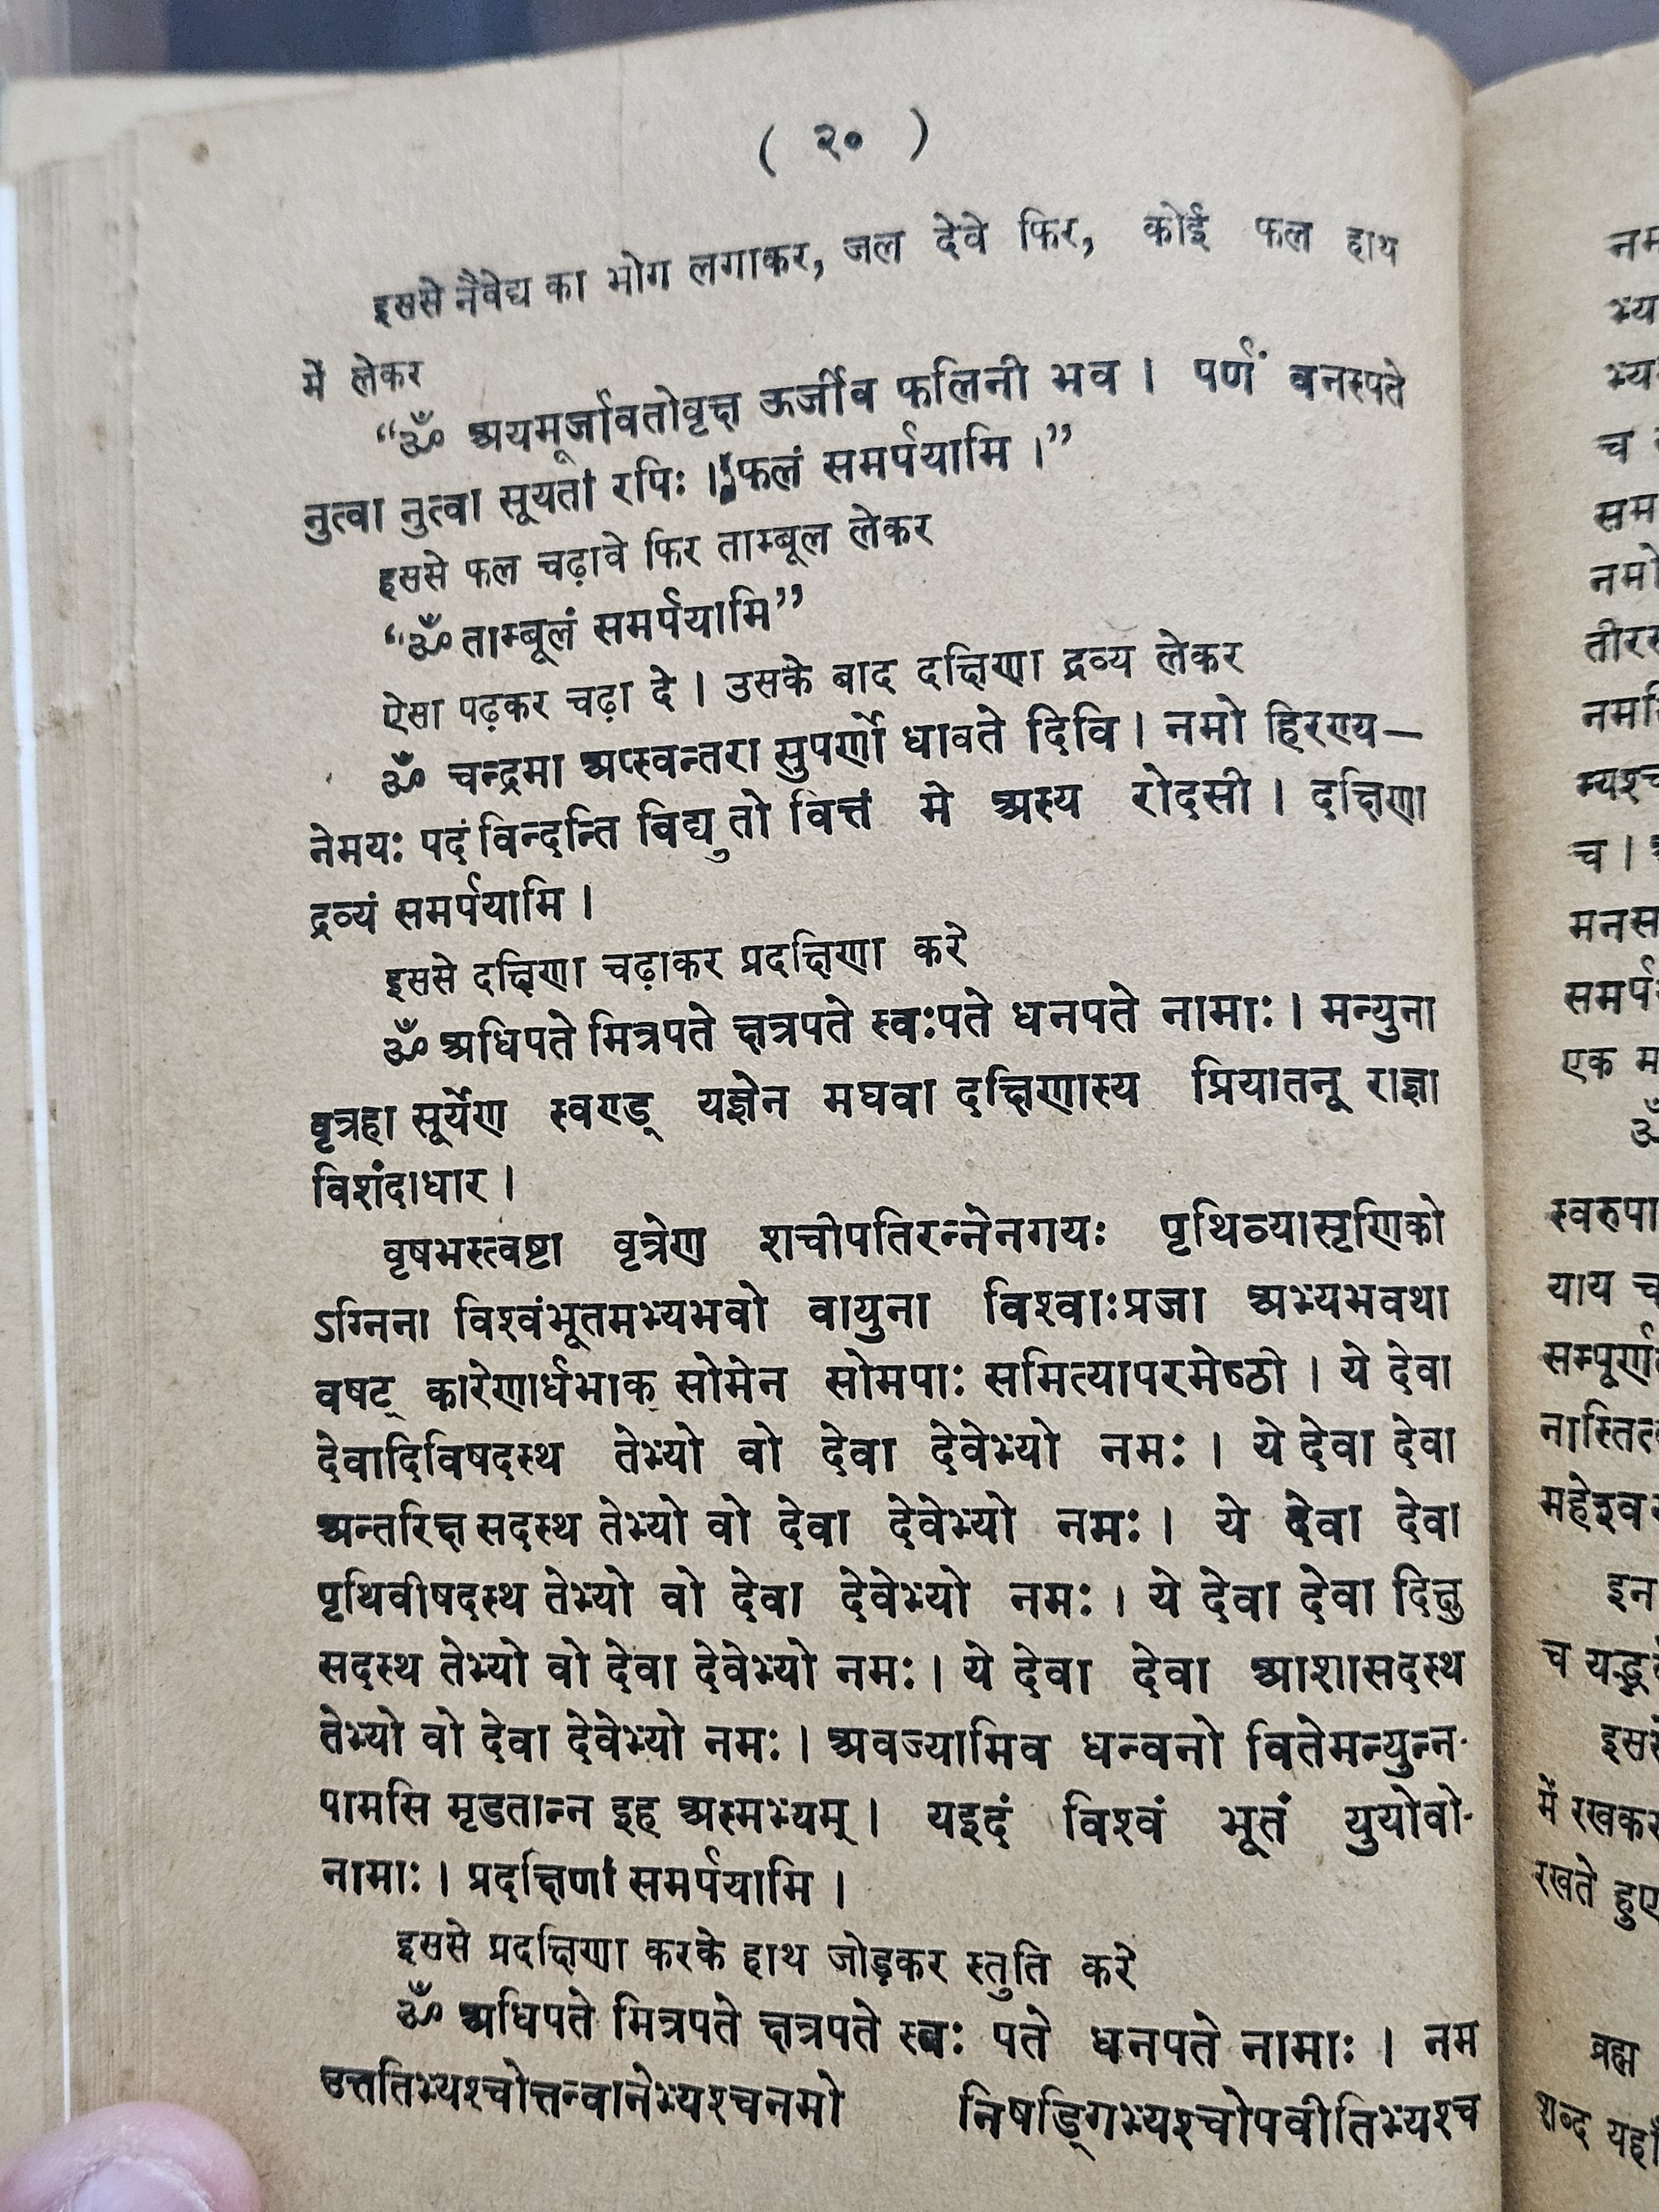 ( २० )
इससे नैवेद्य का भोग लगाकर, जल देवे फिर, कोई फल हाथ
में लेकर
“ॐ अयमूर्जावतोवृक्ष ऊर्जीव फलिनी भव । पर्णं वनस्पते
नुत्वा नुत्वा सूयतां रपिः । फलं समर्पयामि ।”
इससे फल चढ़ावे फिर ताम्बूल लेकर
“ॐ ताम्बूलं समर्पयामि”
ऐसा पढ़कर चढ़ा दे । उसके बाद दक्षिणा द्रव्य लेकर
ॐ चन्द्रमा अप्स्वन्तरा सुपर्णो धावते दिवि । नमो हिरण्य—
नेमयः पदं विन्दन्ति विद्युतो वित्तं मे अस्य रोदसी । दक्षिणा
द्रव्यं समर्पयामि ।
इससे दक्षिणा चढ़ाकर प्रदक्षिणा करे
ॐ अधिपते मित्रपते क्षत्रपते स्वःपते धनपते नामाः । मन्युना
वृत्रहा सूर्येण स्वण्ड् यज्ञेन मघवा दक्षिणास्य प्रियातनू राज्ञा
विशंदाधार ।
वृषभस्त्वष्टा वृत्रेण शचीपतिरन्नेनगयः पृथिव्यासृणिको
ऽग्निना विश्वंभूतमभ्यभवो वायुना विश्वाःप्रजा अभ्यभवथा
वषट् कारेणार्धभाक् सोमेन सोमपाः समित्यापरमेष्ठी । ये देवा
देवादिविषदस्थ तेभ्यो वो देवा देवेभ्यो नमः । ये देवा देवा
अन्तरिक्ष सदस्थ तेभ्यो वो देवा देवेभ्यो नमः । ये देवा देवा
पृथिवीषदस्थ तेभ्यो वो देवा देवेभ्यो नमः । ये देवा देवा दिक्षु
सदस्थ तेभ्यो वो देवा देवेभ्यो नमः । ये देवा देवा आशासदस्थ
तेभ्यो वो देवा देवेभ्यो नमः । अवज्यामिव धन्वनो वितेमन्युन्न-
पामसि मृडतान्न इह अस्मभ्यम् । यइदं विश्वं भूतं युयोवो-
नामाः । प्रदक्षिणां समर्पयामि ।
इससे प्रदक्षिणा करके हाथ जोड़कर स्तुति करे
ॐ अधिपते मित्रपते क्षत्रपते स्वः पते धनपते नामाः । नम
उत्ततिभ्यश्चोत्तन्वानेभ्यश्चनमो निषङ्गिभ्यश्चोपवीतिभ्यश्च